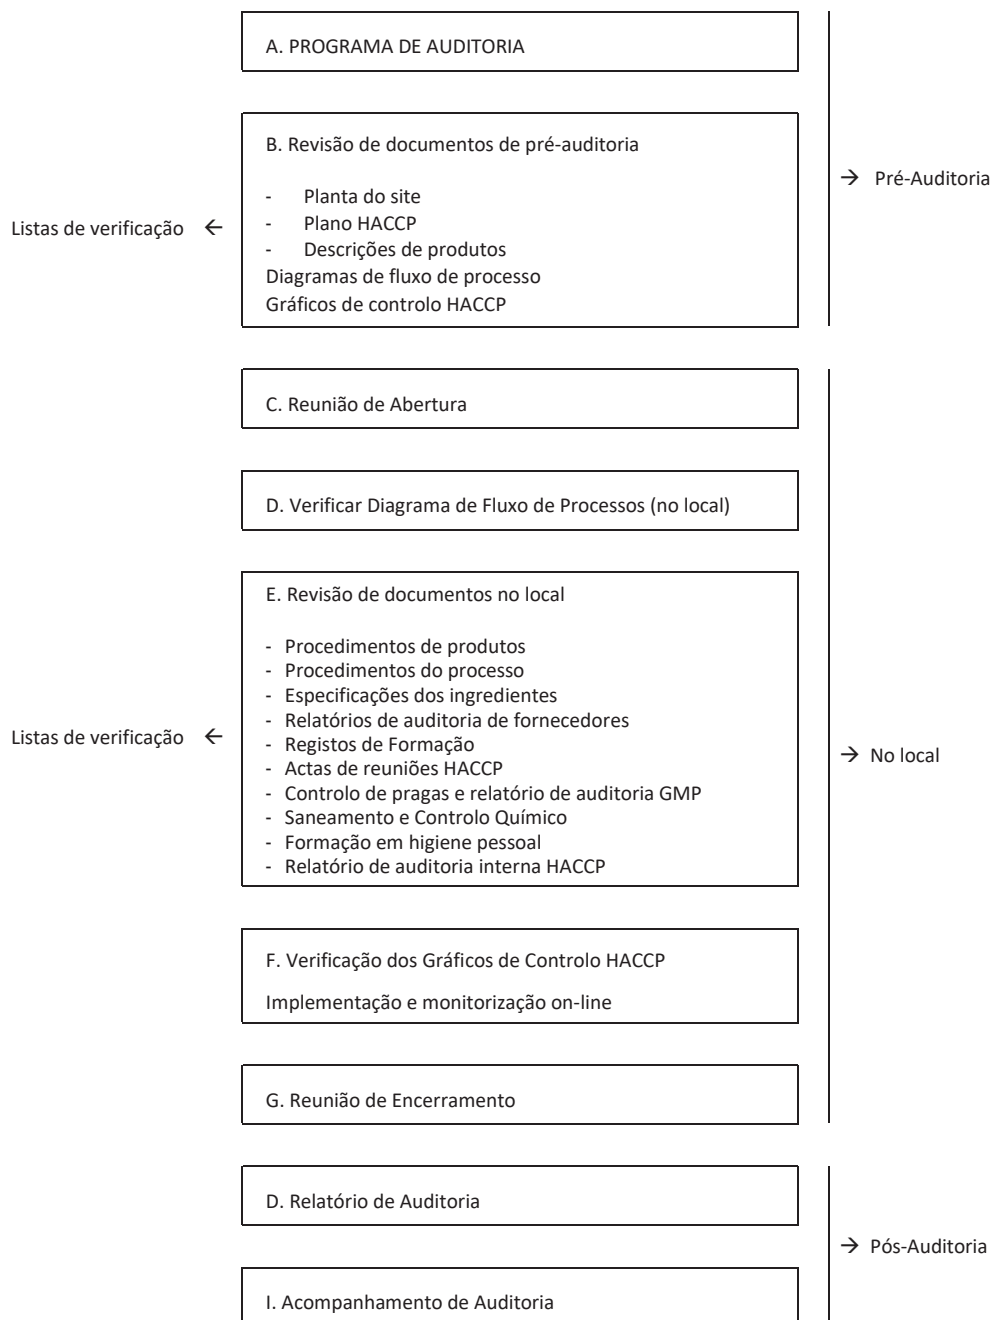 A. PROGRAMA DE AUDITORIA
B. Revisão de documentos de pré-auditoria
→ Pré-Auditoria
- Planta do site
Listas de verificação ←
- Plano HACCP
- Descrições de produtos
Diagramas de fluxo de processo
Gráficos de controlo HACCP
C. Reunião de Abertura
D. Verificar Diagrama de Fluxo de Processos (no local)
E. Revisão de documentos no local
- Procedimentos de produtos
- Procedimentos do processo
- Especificações dos ingredientes
- Relatórios de auditoria de fornecedores
Listas de verificação ←
- Registos de Formação
→ No local
- Actas de reuniões HACCP
- Controlo de pragas e relatório de auditoria GMP
- Saneamento e Controlo Químico
- Formação em higiene pessoal
- Relatório de auditoria interna HACCP
F. Verificação dos Gráficos de Controlo HACCP
Implementação e monitorização on-line
G. Reunião de Encerramento
D. Relatório de Auditoria
→ Pós-Auditoria
I. Acompanhamento de Auditoria